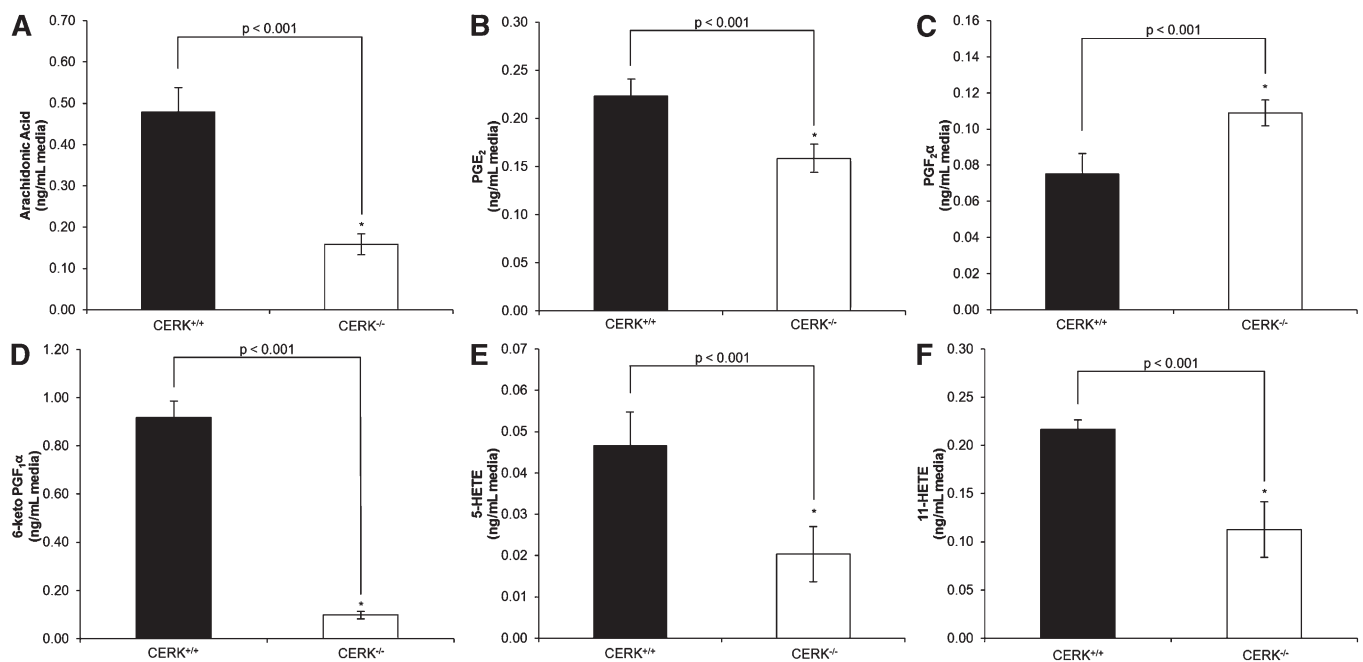 A
p < 0.001
Arachidonic Acid
(ng/mL media)
0.70
0.60
0.50
0.40
0.30
0.20
0.10
0.00
*
CERK+/+
CERK-/-
B
p < 0.001
PGE2
(ng/mL media)
0.30
0.25
0.20
0.15
0.10
0.05
0.00
*
CERK+/+
CERK-/-
C
p < 0.001
PGF2α
(ng/mL media)
0.16
0.14
0.12
0.10
0.08
0.06
0.04
0.02
0.00
*
CERK+/+
CERK-/-
D
p < 0.001
6-keto PGF1α
(ng/mL media)
1.20
1.00
0.80
0.60
0.40
0.20
0.00
*
CERK+/+
CERK-/-
E
p < 0.001
5-HETE
(ng/mL media)
0.07
0.06
0.05
0.04
0.03
0.02
0.01
0.00
*
CERK+/+
CERK-/-
F
p < 0.001
11-HETE
(ng/mL media)
0.30
0.25
0.20
0.15
0.10
0.05
0.00
*
CERK+/+
CERK-/-